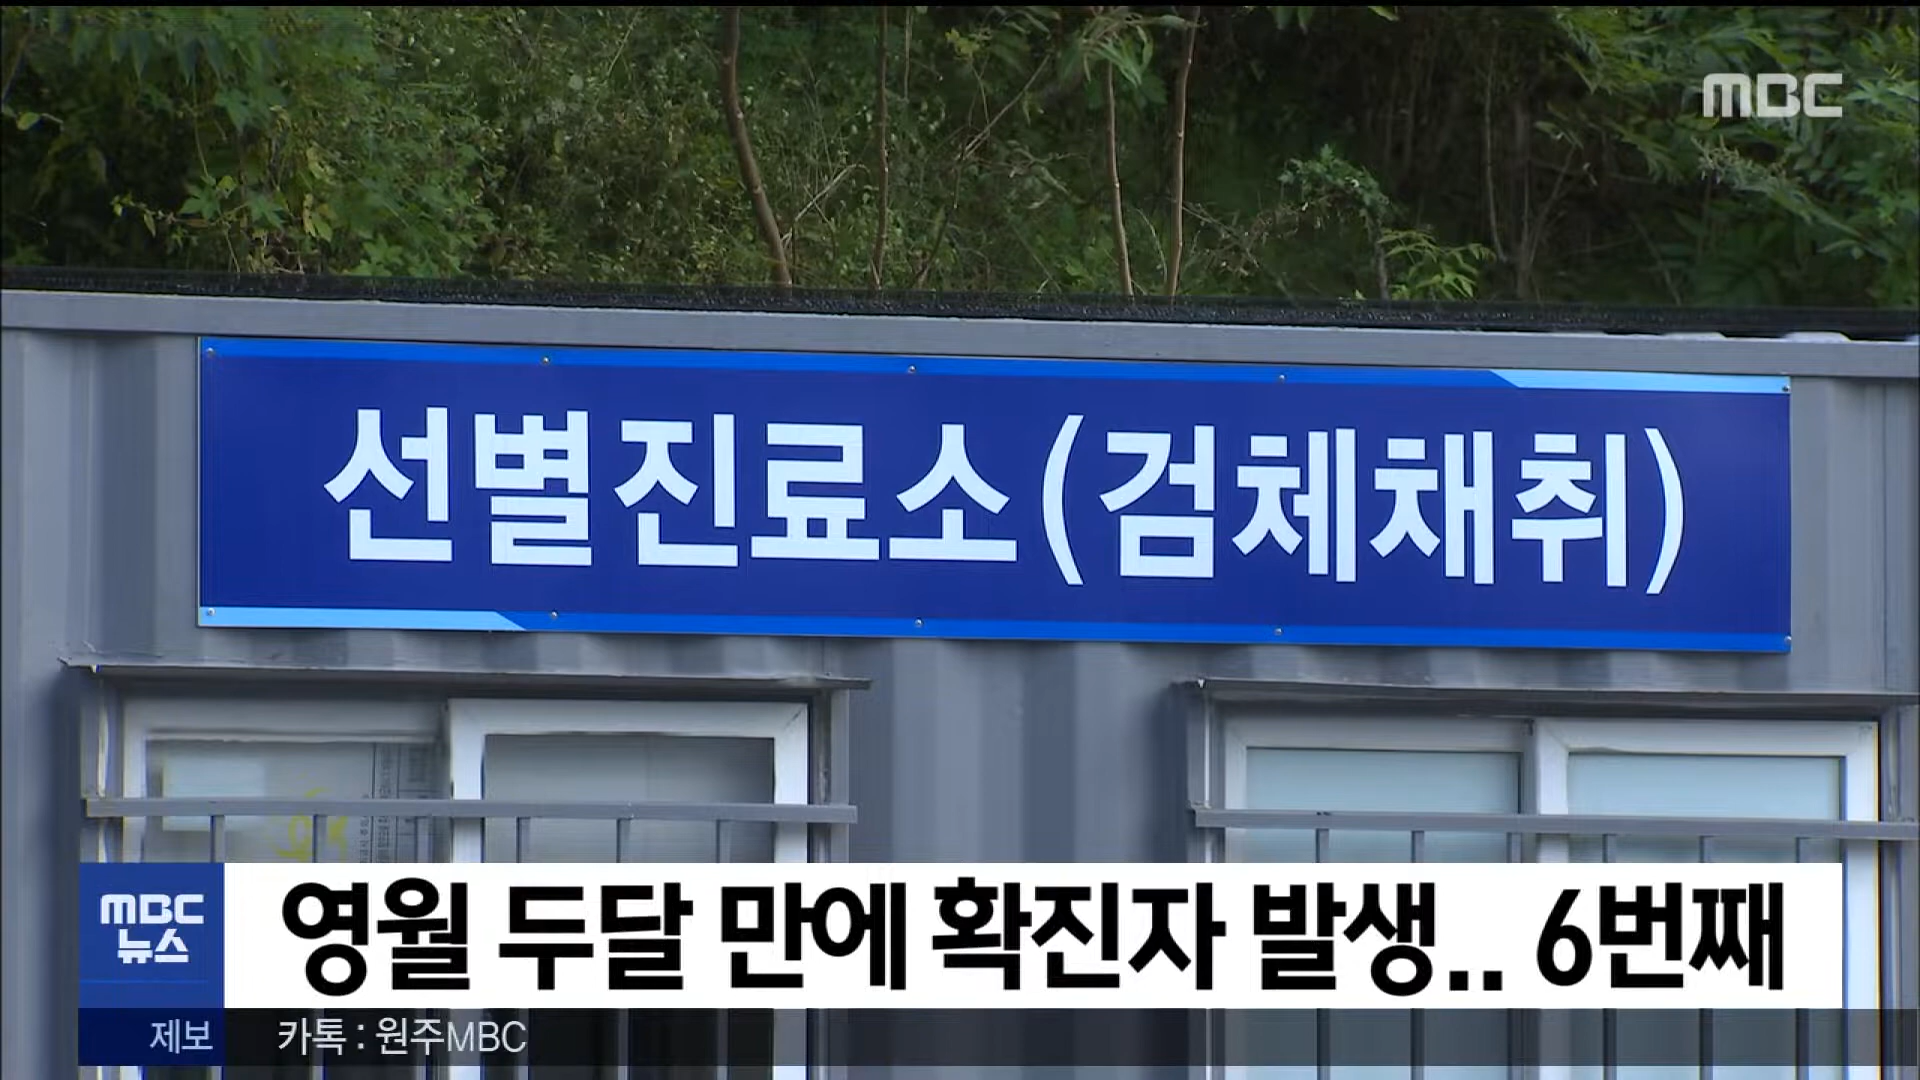 MBC
선별진료소(검체채취)
MBC
뉴스
영월 두달 만에 확진자 발생.. 6번째
제보
카톡 : 원주MBC